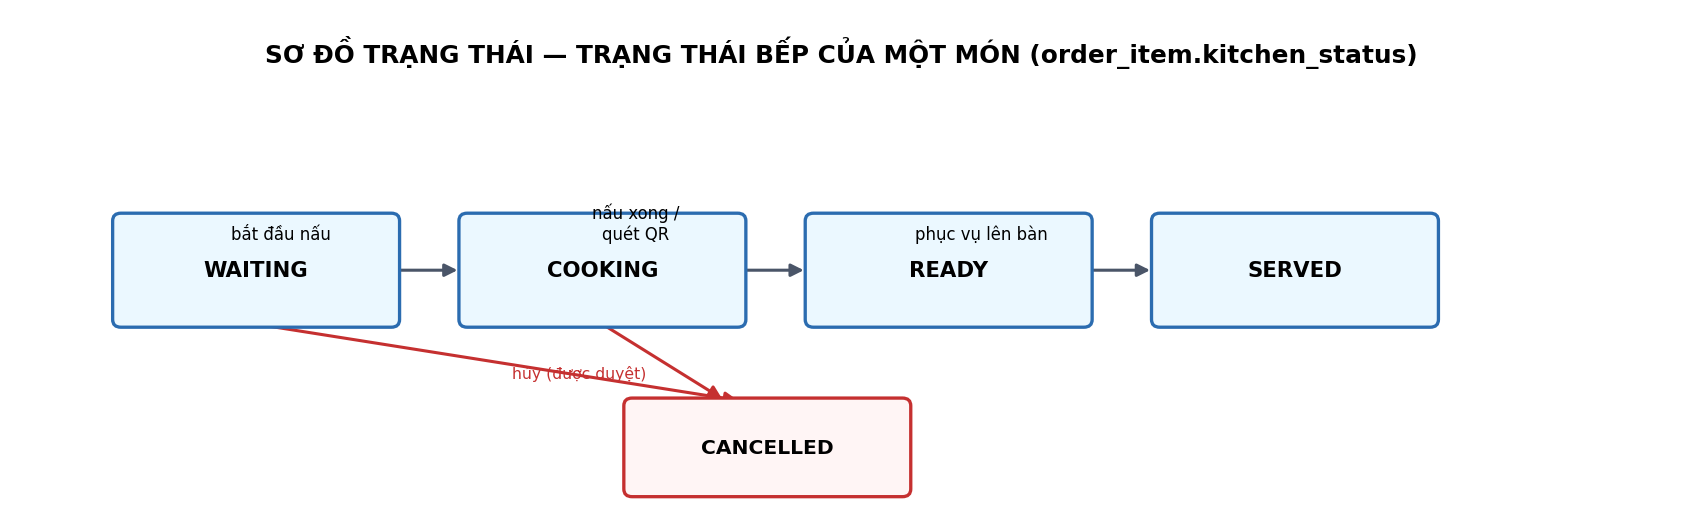 SƠ ĐỒ TRẠNG THÁI — TRẠNG THÁI BẾP CỦA MỘT MÓN (order_item.kitchen_status)
bắt đầu nấu
WAITING
nấu xong /
quét QR
COOKING
phục vụ lên bàn
READY
SERVED
hủy (được duyệt)
CANCELLED